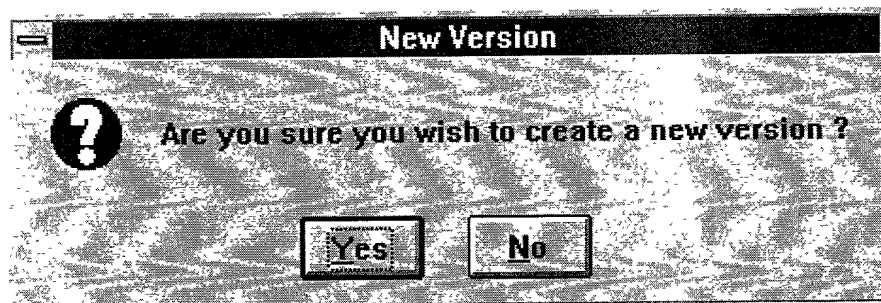 New Version
Are you sure you wish to create a new version ?
Yes
No